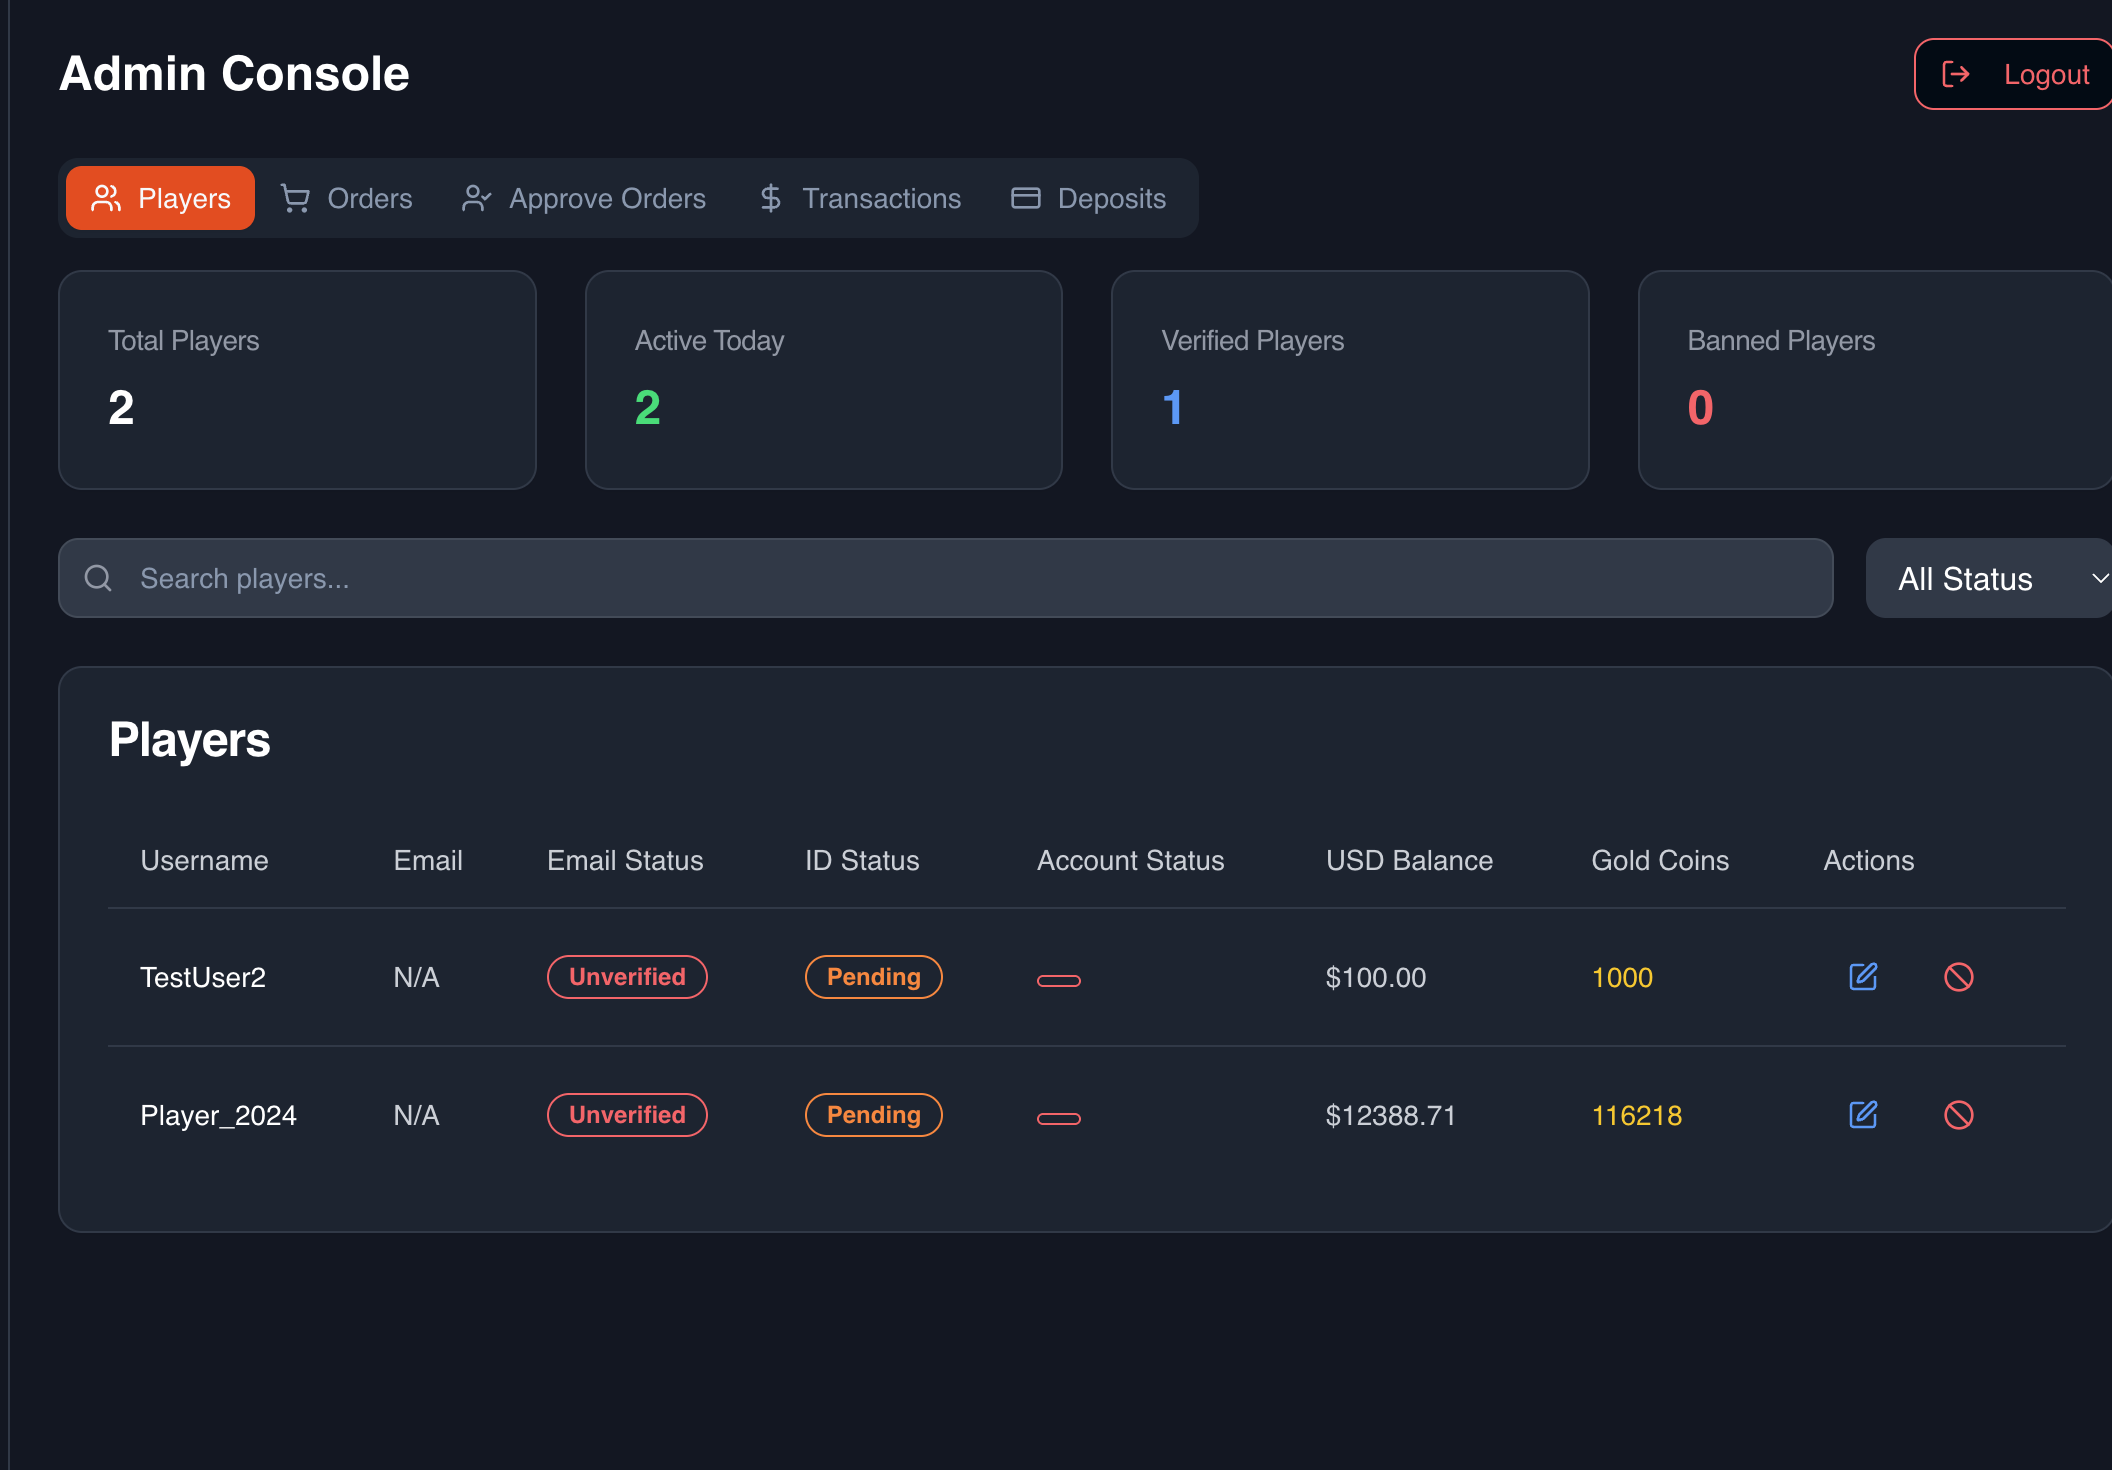 Admin Console
Logout
Players Orders Approve Orders Transactions Deposits
Total Players Active Today Verified Players Banned Players
2 2 1 0
Search players... All Status
Players
Username Email Email Status ID Status Account Status USD Balance Gold Coins Actions
TestUser2 N/A Unverified Pending $100.00 1000
Player_2024 N/A Unverified Pending $12388.71 116218